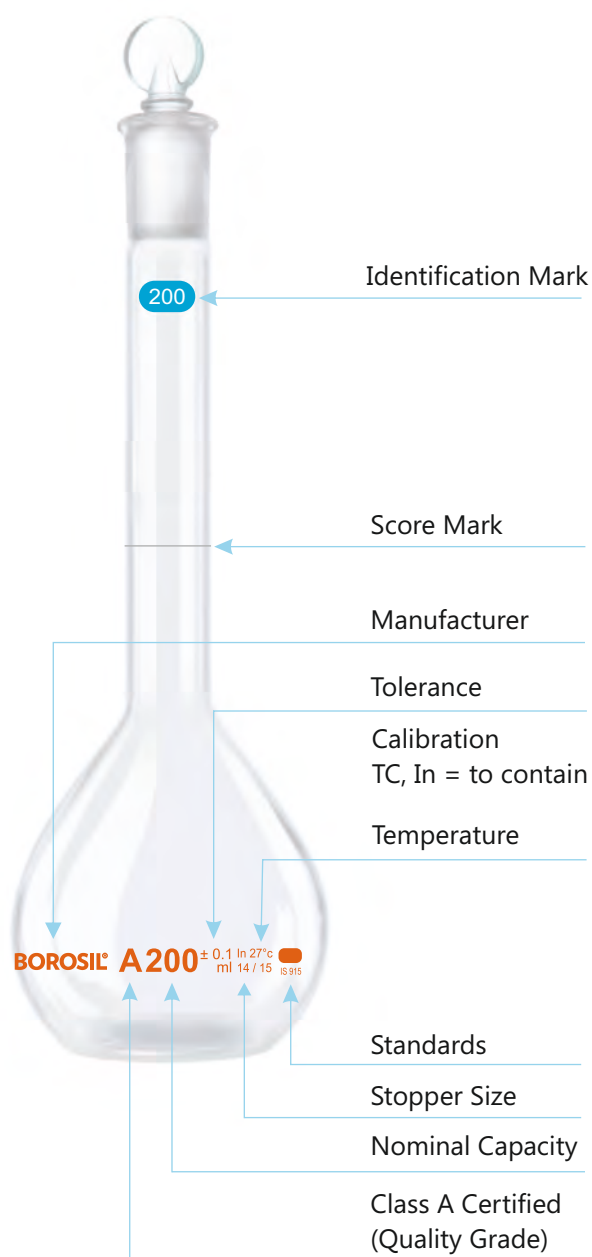 200
Identification Mark
Score Mark
Manufacturer
Tolerance
Calibration
TC, In = to contain
Temperature
BOROSIL® A 200 ± 0.1 ml In 27°c
14 / 15
IS 915
Standards
Stopper Size
Nominal Capacity
Class A Certified
(Quality Grade)